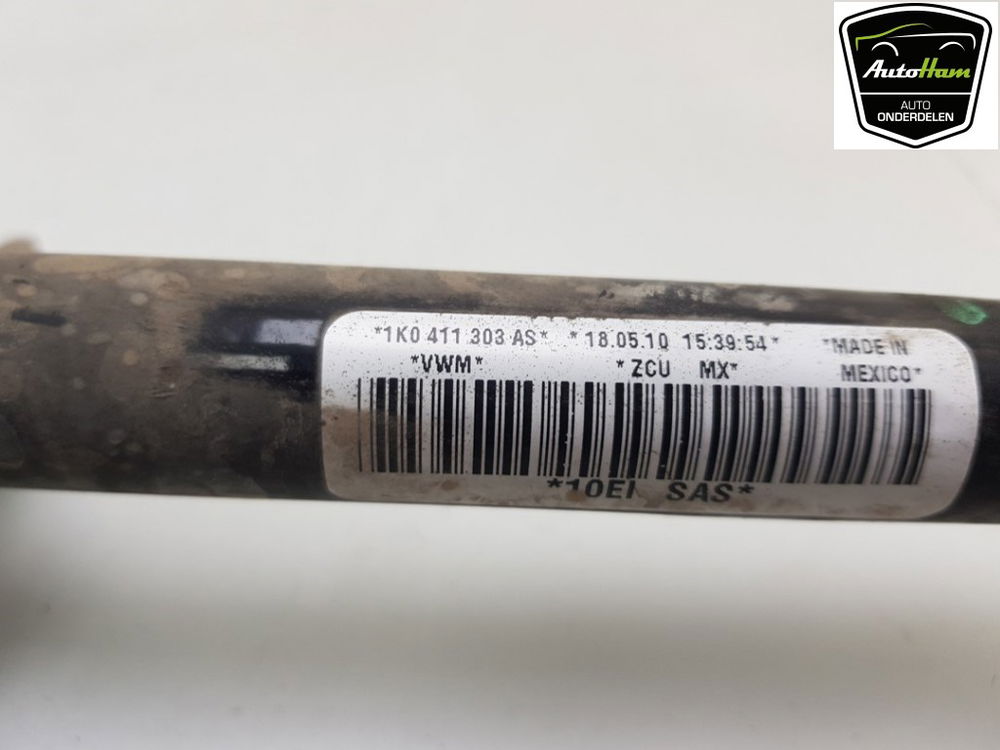 AutoHam
AUTO
ONDERDELEN
*1K0 411 303 AS* *18.05.10 15:39:54* *MADE IN
*VWM* *ZCU MX* MEXICO*
SAS*